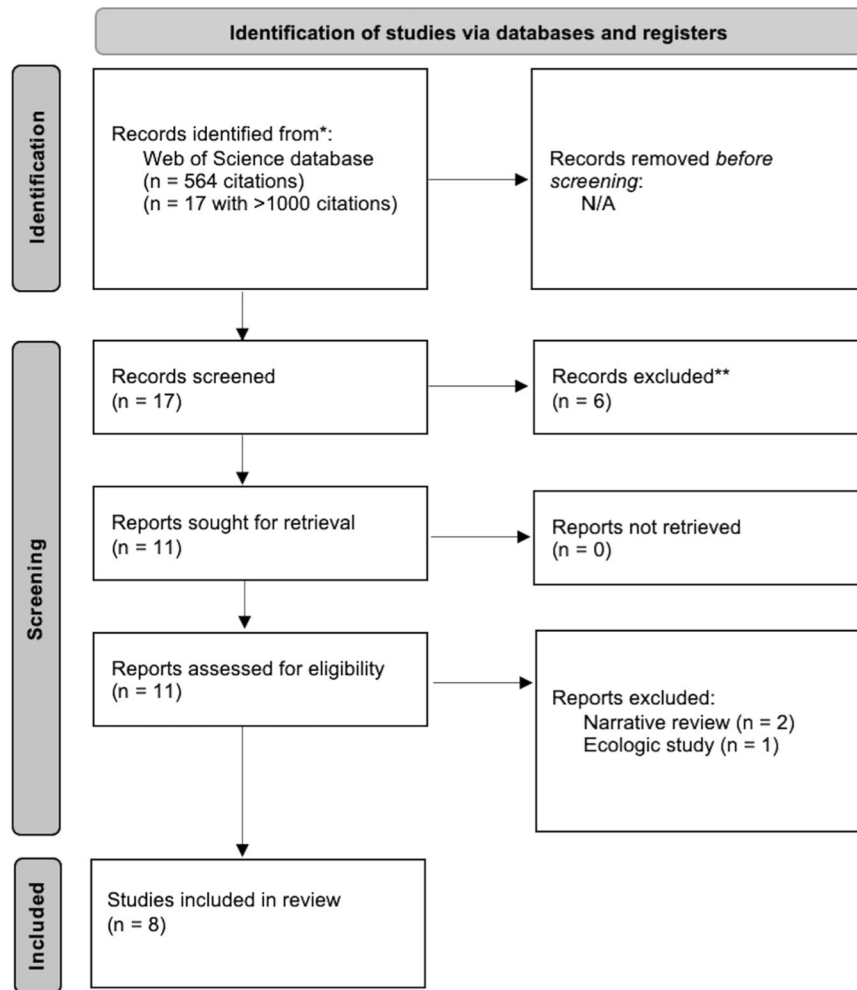 Identification of studies via databases and registers
Identification
Records identified from*:
Web of Science database
(n = 564 citations)
(n = 17 with >1000 citations)
Records removed before
screening:
N/A
Screening
Records screened
(n = 17)
Records excluded**
(n = 6)
Reports sought for retrieval
(n = 11)
Reports not retrieved
(n = 0)
Reports assessed for eligibility
(n = 11)
Reports excluded:
Narrative review (n = 2)
Ecologic study (n = 1)
Included
Studies included in review
(n = 8)